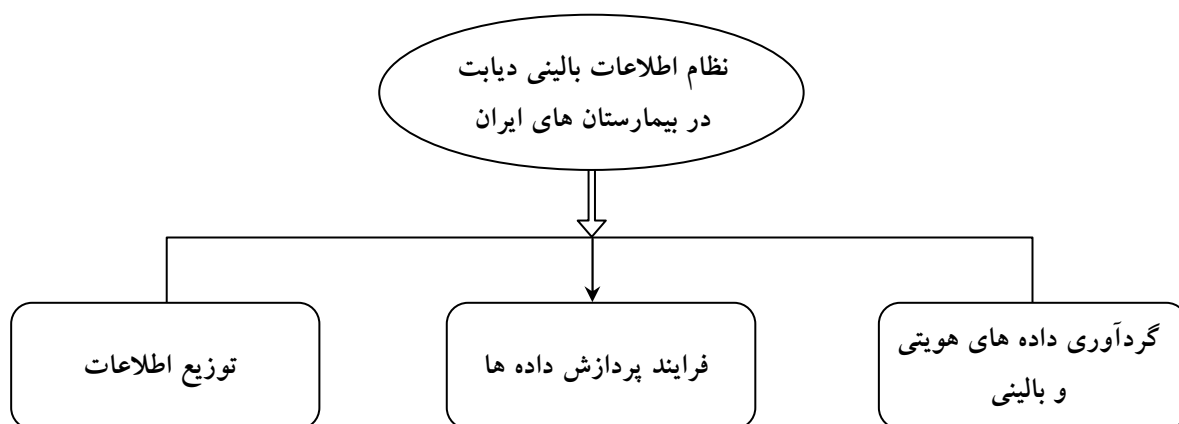 نظام اطلاعات بالینی دیابت
در بیمارستان های ایران
گردآوری داده های هویتی
و بالینی
فرایند پردازش داده ها
توزیع اطلاعات